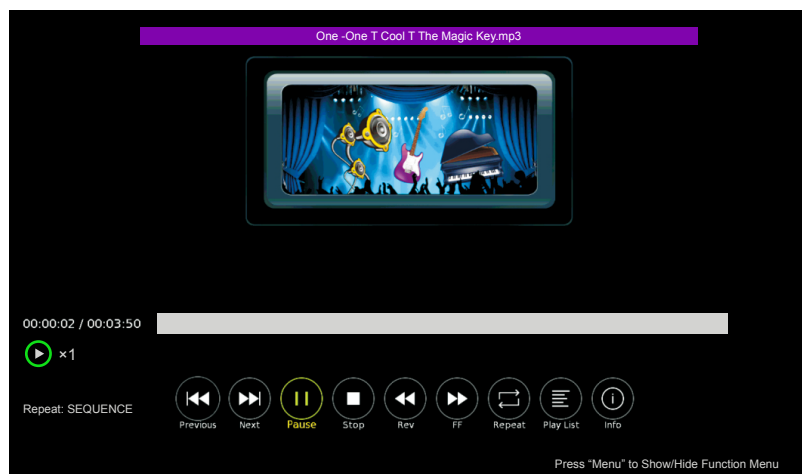 One -One T Cool T The Magic Key.mp3
00:00:02 / 00:03:50
×1
Repeat: SEQUENCE
Previous Next Pause Stop Rev FF Repeat Play List Info
Press “Menu” to Show/Hide Function Menu